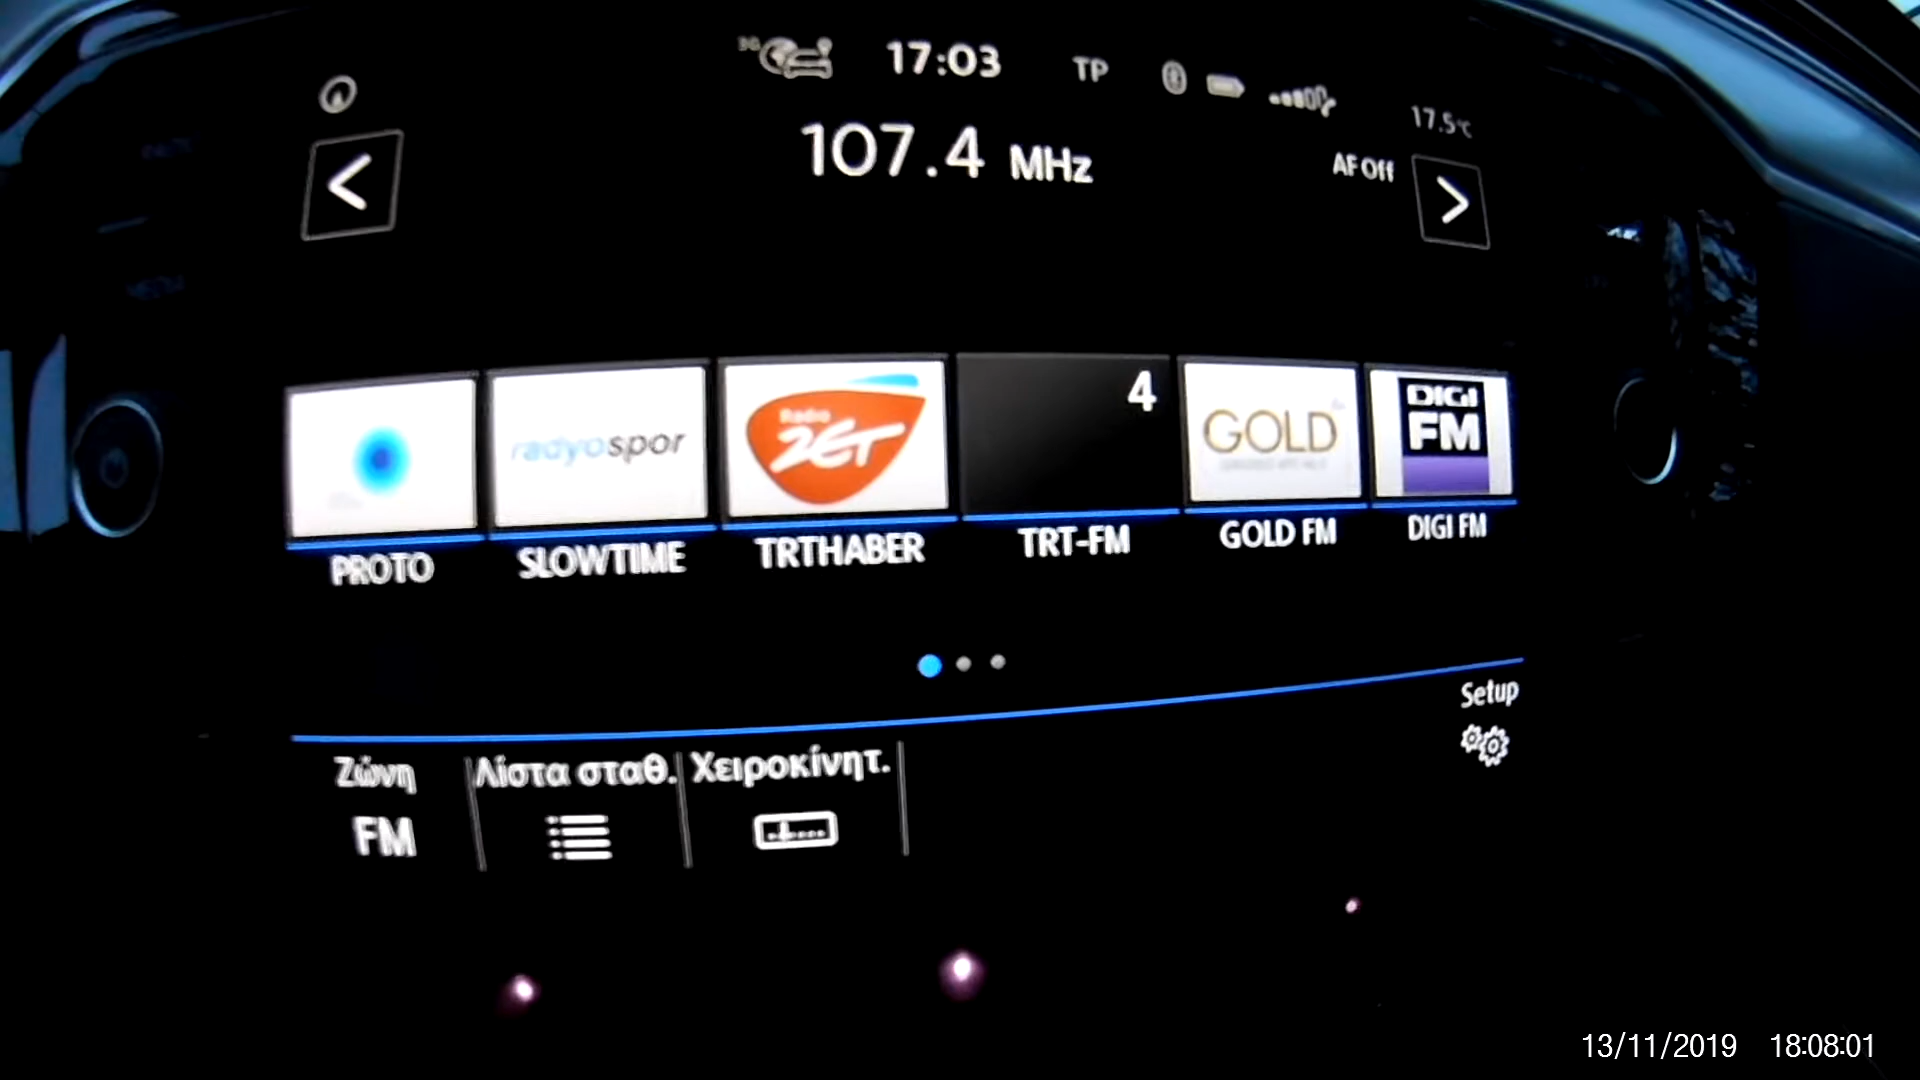 3G 17:03 TP 17.5°C
107.4 MHz
AF Off
radyospor
Radio
ZET
4
GOLD
DIGI
FM
PROTO SLOWTIME TRTHABER TRT-FM GOLD FM DIGI FM
Setup
Ζώνη Λίστα σταθ. Χειροκίνητ.
FM
13/11/2019 18:08:01